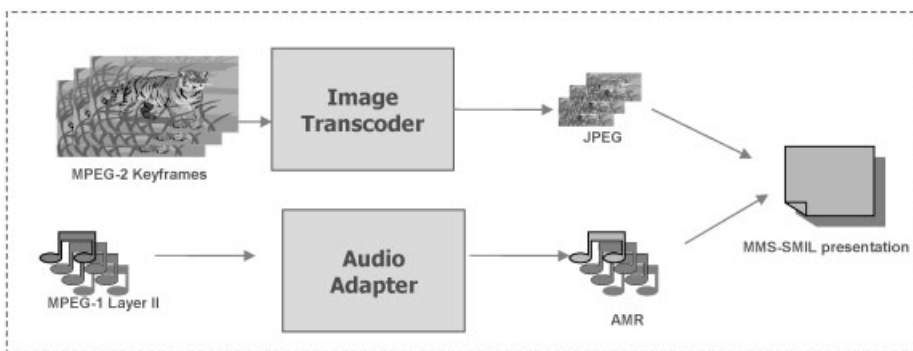 MPEG-2 Keyframes
Image
Transcoder
JPEG
MPEG-1 Layer II
Audio
Adapter
AMR
MMS-SMIL presentation